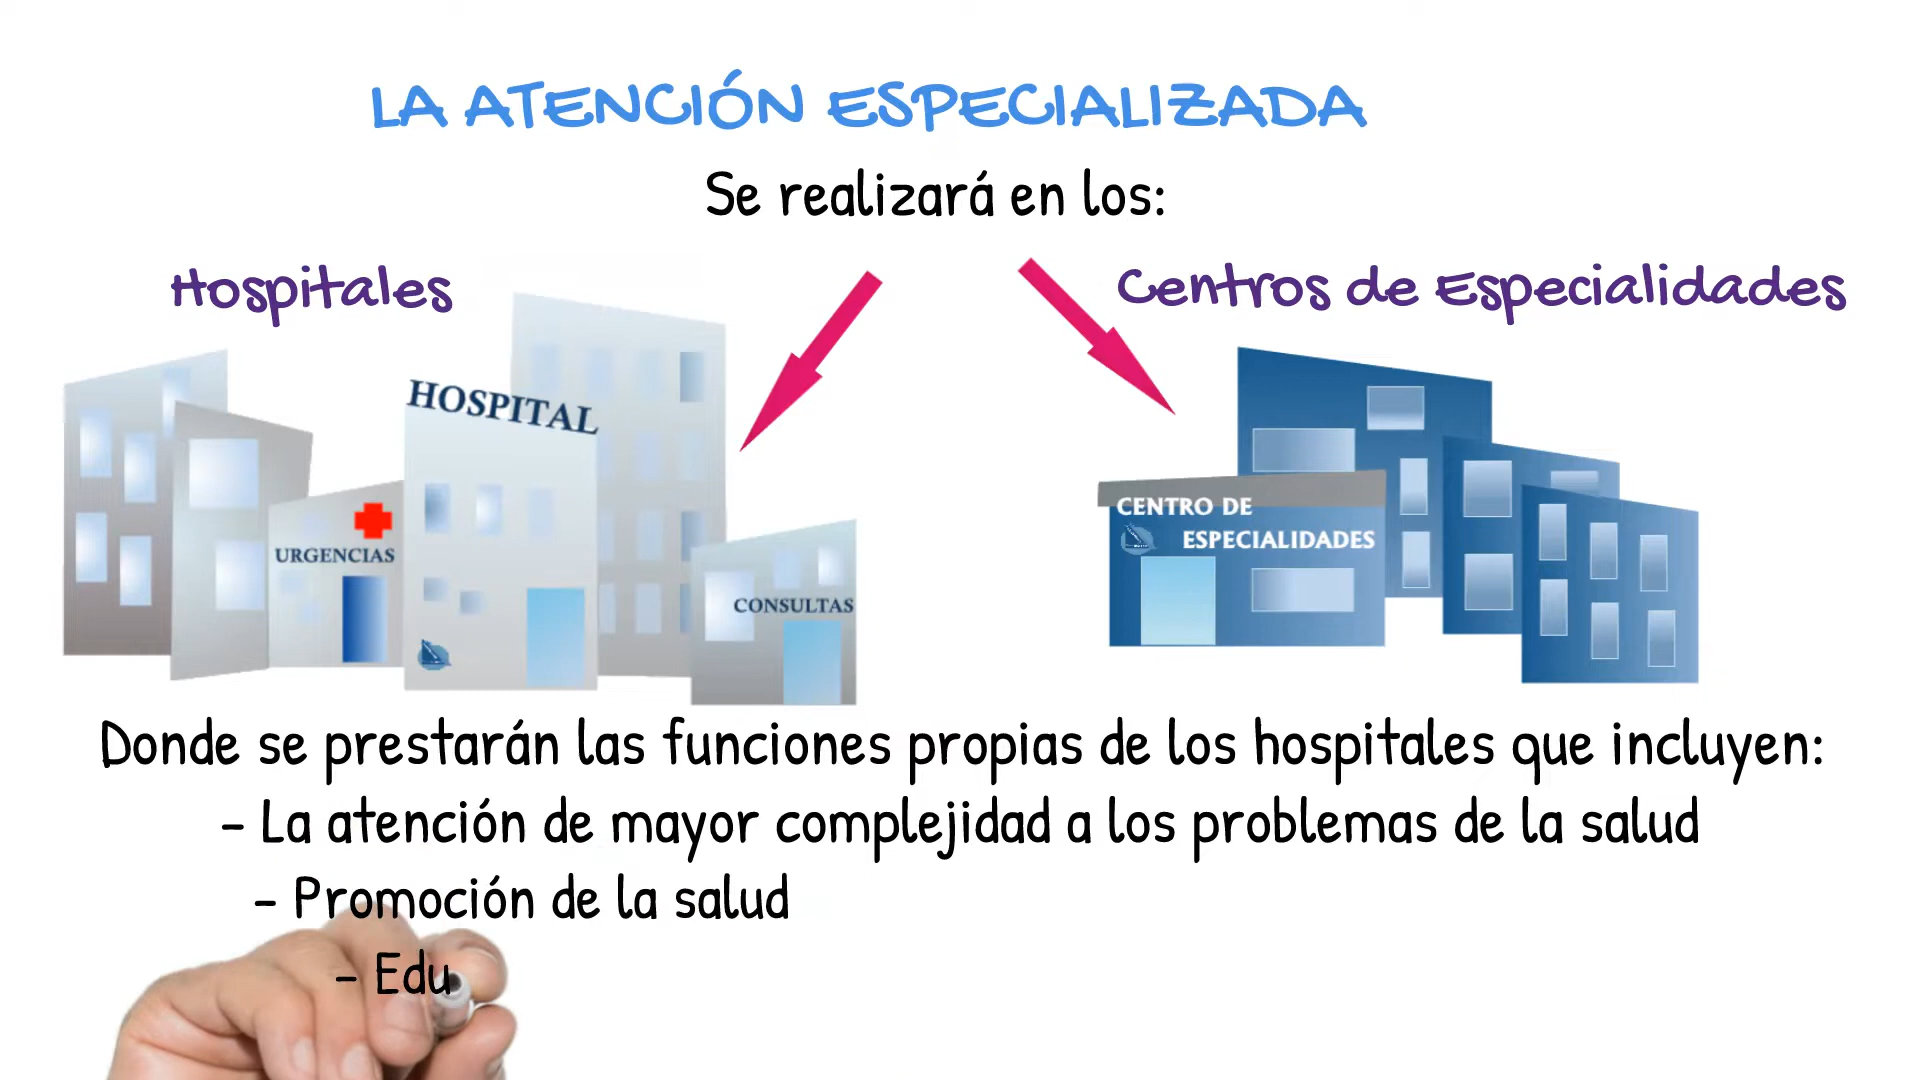 LA ATENCIÓN ESPECIALIZADA
Se realizará en los:
Hospitales
Centros de Especialidades
HOSPITAL
URGENCIAS
CONSULTAS
CENTRO DE
ESPECIALIDADES
Donde se prestarán las funciones propias de los hospitales que incluyen:
- La atención de mayor complejidad a los problemas de la salud
- Promoción de la salud
- Edu